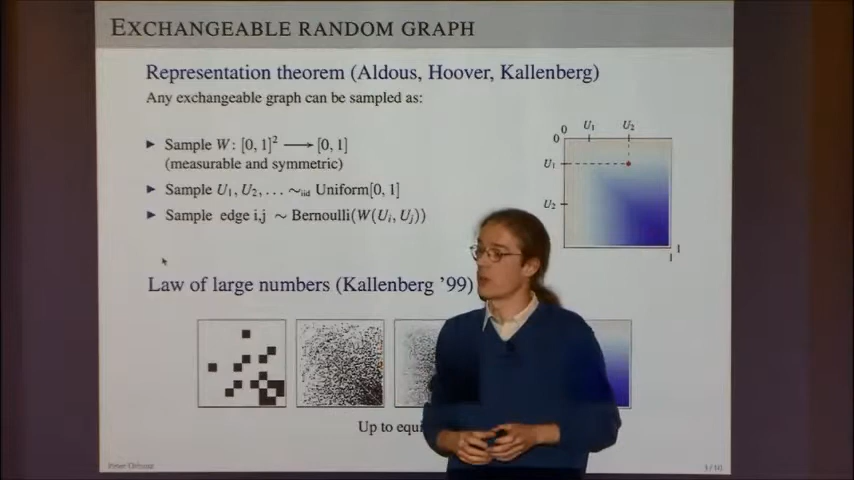 EXCHANGEABLE RANDOM GRAPH
Representation theorem (Aldous, Hoover, Kallenberg)
Any exchangeable graph can be sampled as:
Sample W : [0, 1]² ⟶ [0, 1]
(measurable and symmetric)
Sample U₁, U₂, . . . ∼iid Uniform[0, 1]
Sample edge i,j ∼ Bernoulli(W(Uᵢ, Uⱼ))
0 U₁ U₂
0
U₁
U₂
1
1
Law of large numbers (Kallenberg '99)
Up to equi
3/10